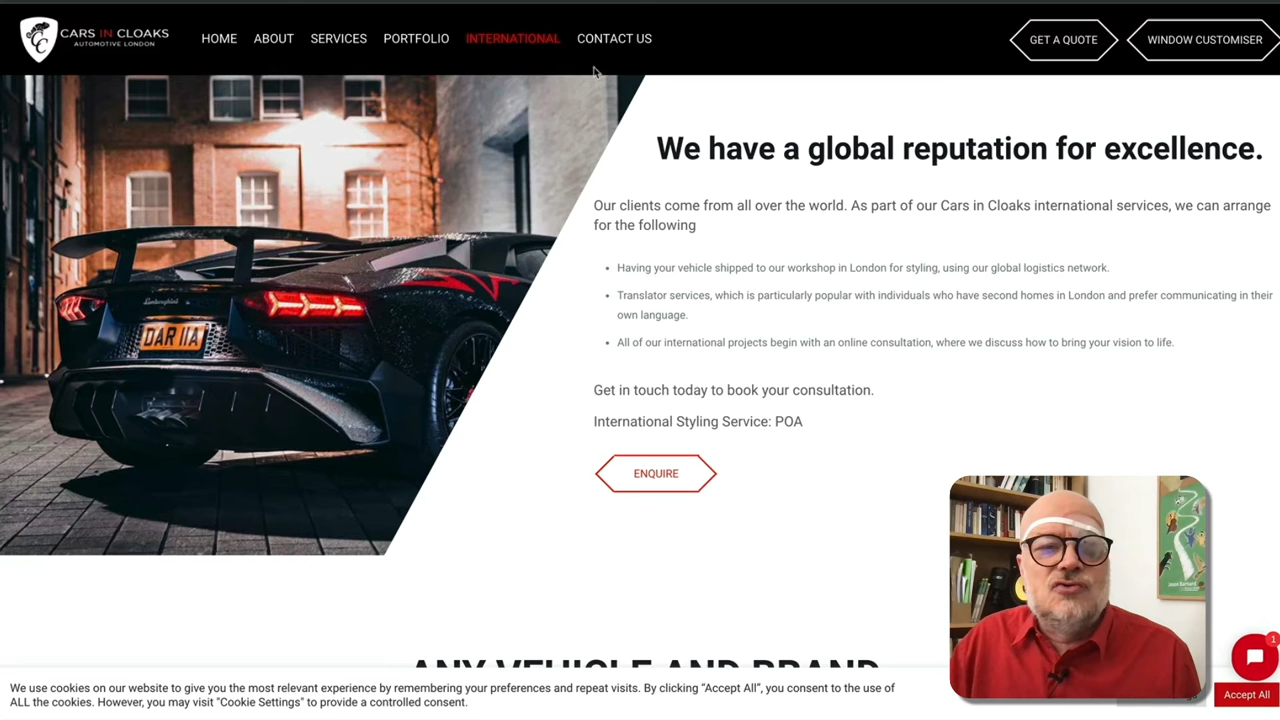 CARS IN CLOAKS
AUTOMOTIVE LONDON
HOME
ABOUT
SERVICES
PORTFOLIO
INTERNATIONAL
CONTACT US
GET A QUOTE
WINDOW CUSTOMISER
We have a global reputation for excellence.
Our clients come from all over the world. As part of our Cars in Cloaks international services, we can arrange
for the following
• Having your vehicle shipped to our workshop in London for styling, using our global logistics network.
• Translator services, which is particularly popular with individuals who have second homes in London and prefer communicating in their
own language.
• All of our international projects begin with an online consultation, where we discuss how to bring your vision to life.
Get in touch today to book your consultation.
International Styling Service: POA
ENQUIRE
Lamborghini
DAR 11A
Jason Barnard
ANY VEHICLE AND BRAND
1
We use cookies on our website to give you the most relevant experience by remembering your preferences and repeat visits. By clicking “Accept All”, you consent to the use of
ALL the cookies. However, you may visit "Cookie Settings" to provide a controlled consent.
Accept All